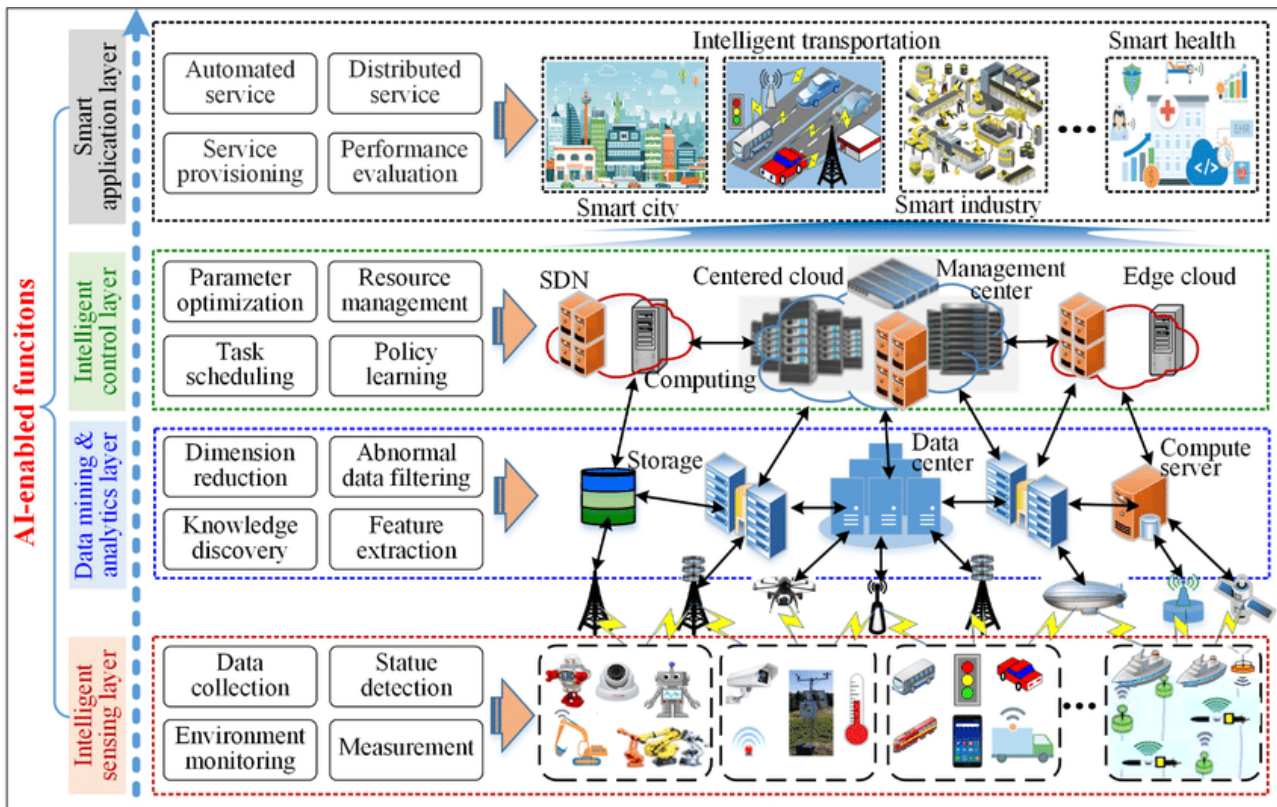 AI-enabled funcitons
Smart
application layer
Automated
service
Distributed
service
Service
provisioning
Performance
evaluation
Intelligent transportation
Smart health
EHR
Smart city
Smart industry
Intelligent
control layer
Parameter
optimization
Resource
management
Task
scheduling
Policy
learning
SDN
Centered cloud
Management
center
Edge cloud
Computing
Data mining &
analytics layer
Dimension
reduction
Abnormal
data filtering
Knowledge
discovery
Feature
extraction
Storage
Data
center
Compute
server
Intelligent
sensing layer
Data
collection
Statue
detection
Environment
monitoring
Measurement